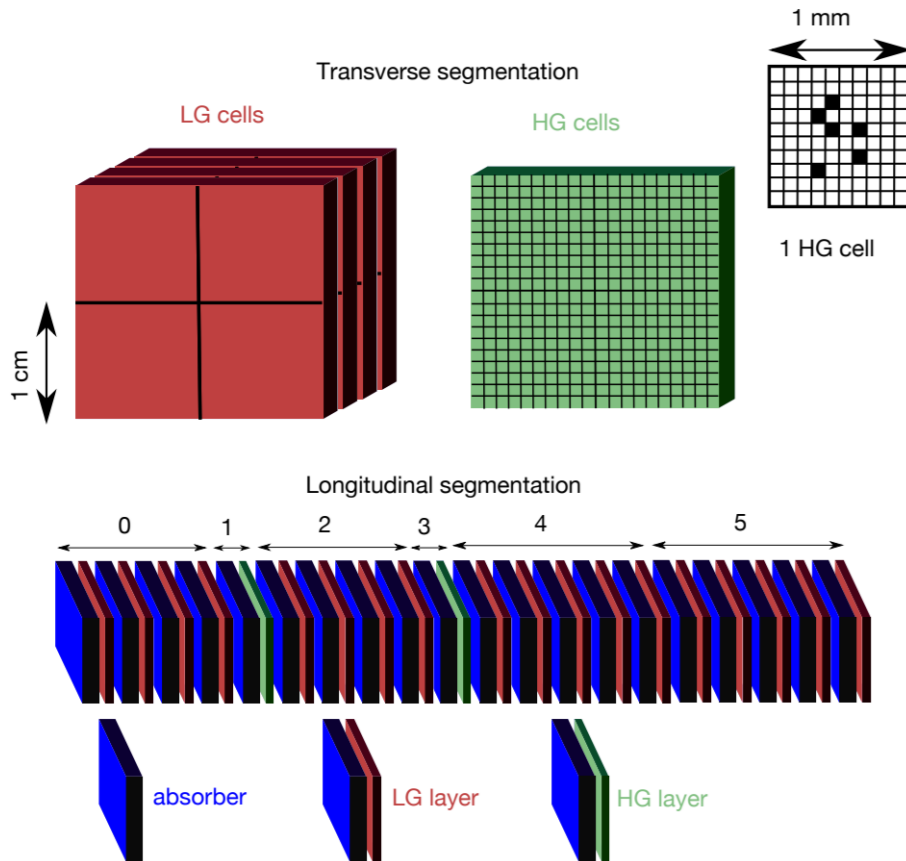 1 mm
Transverse segmentation
LG cells
HG cells
1 HG cell
1 cm
Longitudinal segmentation
0
1
2
3
4
5
absorber
LG layer
HG layer